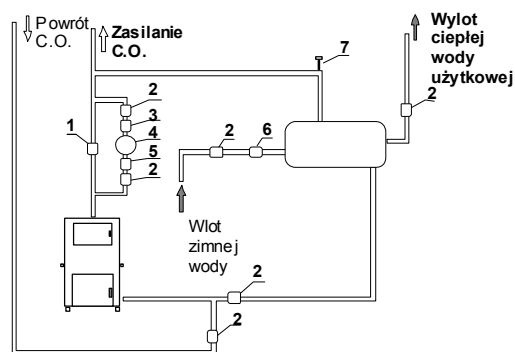 Powrót
C.O.
Zasilanie
C.O.
7
Wylot
ciepłej
wody
użytkowej
2
2
3
4
1
5
2
2
6
Wlot
zimnej
wody
2
2